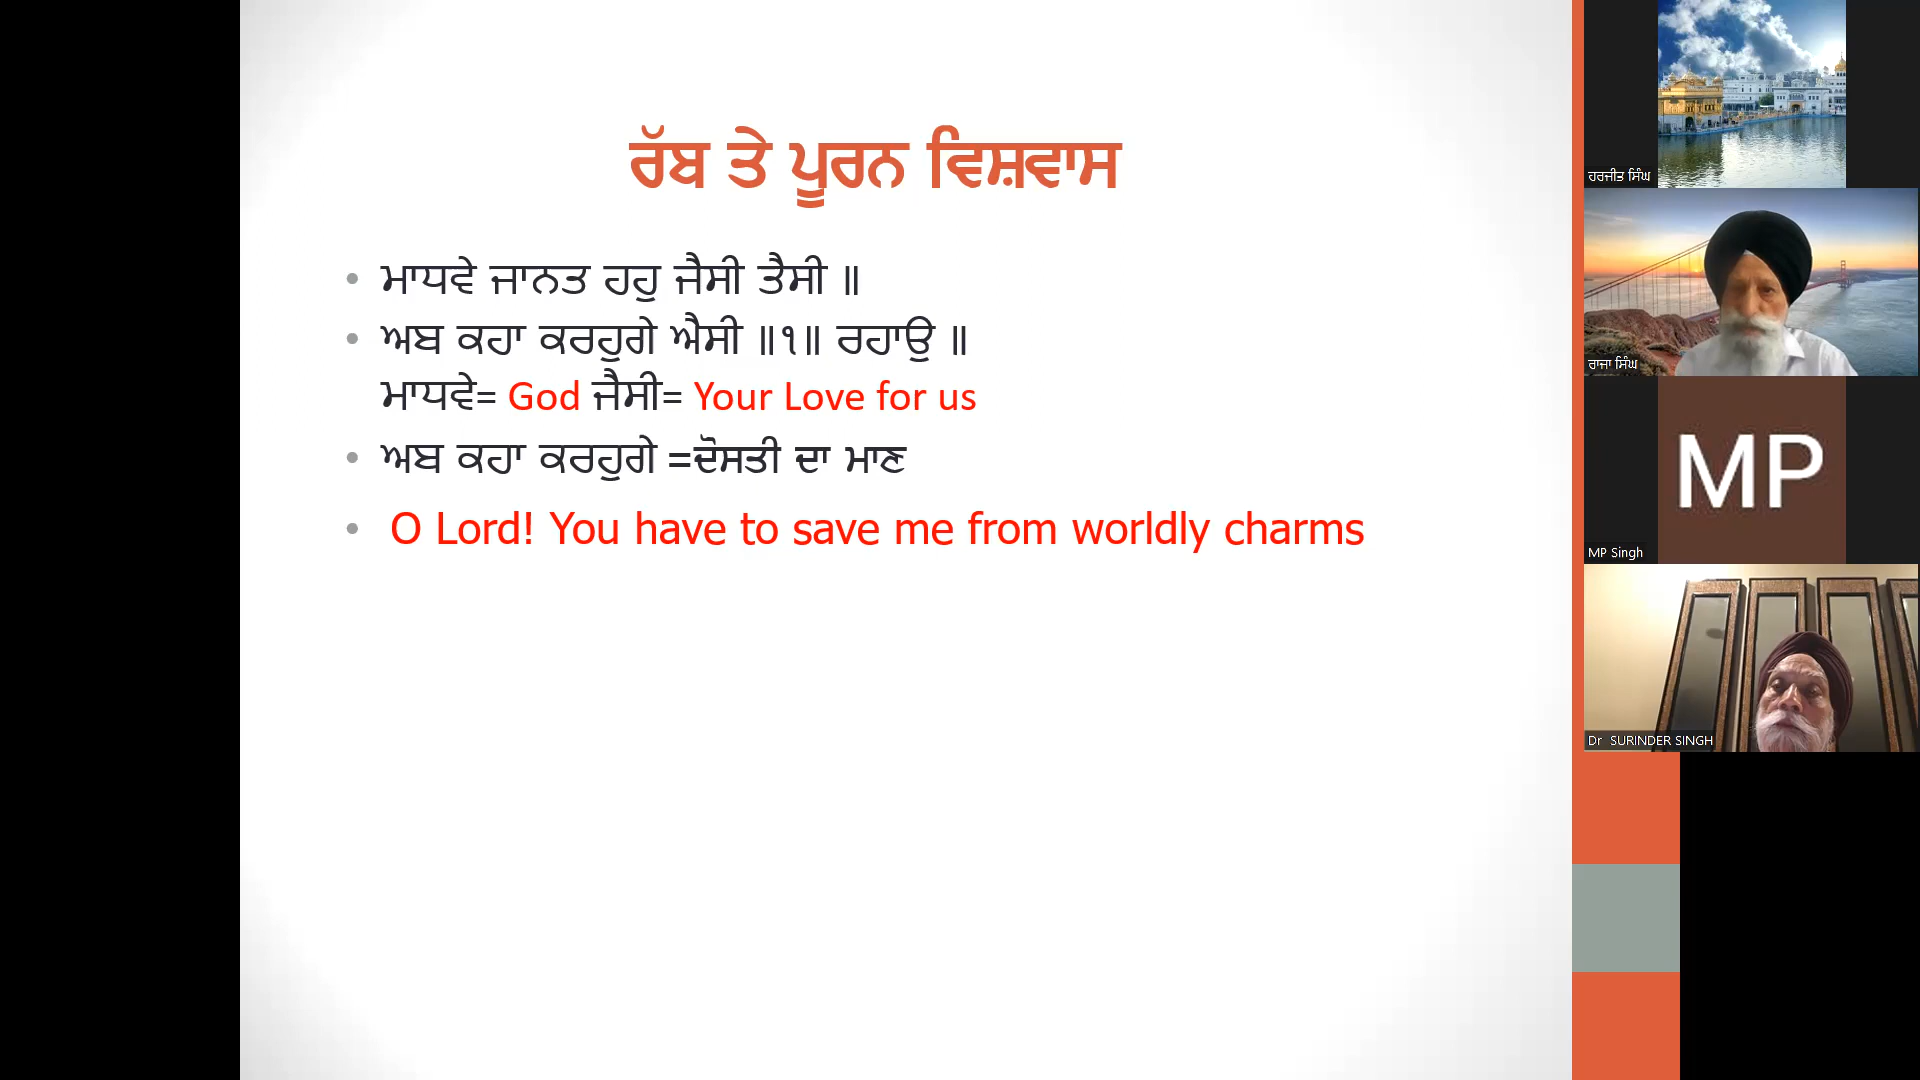 ਰੱਬ ਤੇ ਪੂਰਨ ਵਿਸ਼ਵਾਸ
• ਮਾਧਵੇ ਜਾਨਤ ਹਹੁ ਜੈਸੀ ਤੈਸੀ ॥
• ਅਬ ਕਹਾ ਕਰਹੁਗੇ ਐਸੀ ॥੧॥ ਰਹਾਉ ॥
ਮਾਧਵੇ= God ਜੈਸੀ= Your Love for us
• ਅਬ ਕਹਾ ਕਰਹੁਗੇ =ਦੋਸਤੀ ਦਾ ਮਾਣ
• O Lord! You have to save me from worldly charms
ਹਰਜੀਤ ਸਿੰਘ
ਰਾਜਾ ਸਿੰਘ
MP
MP Singh
Dr SURINDER SINGH